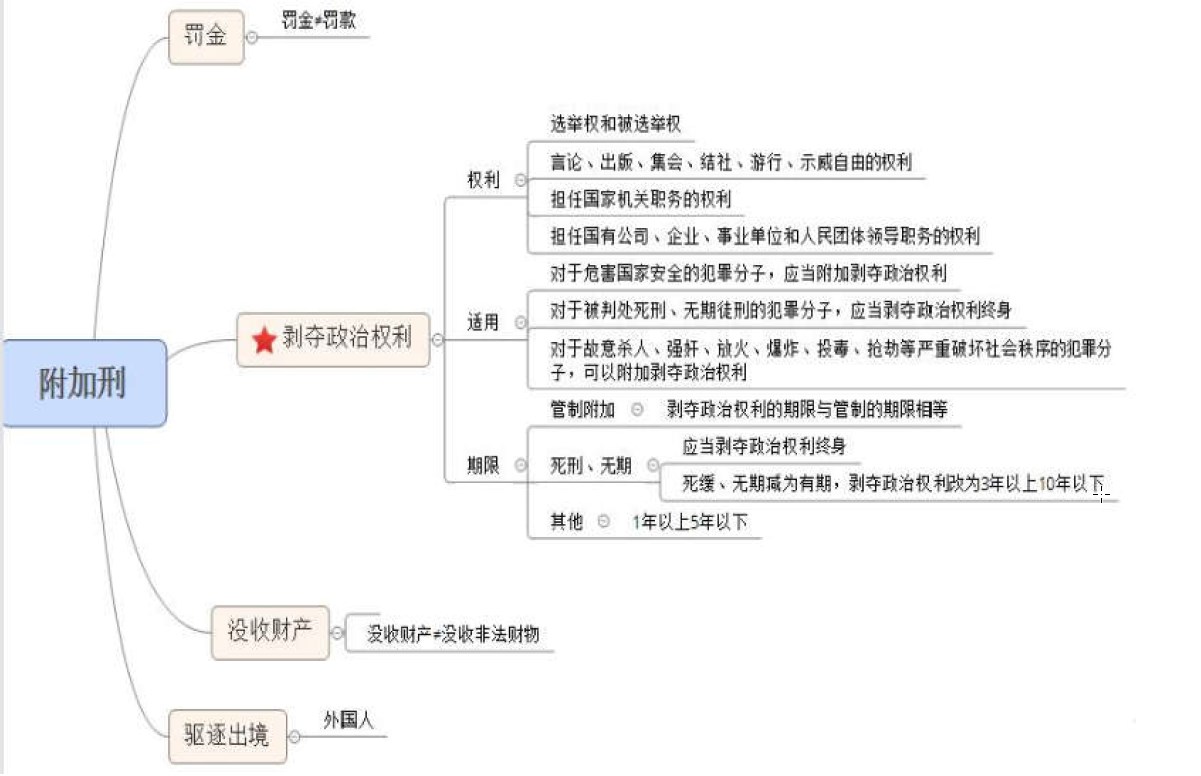 罚金
罚金≠罚款
选举权和被选举权
言论、出版、集会、结社、游行、示威自由的权利
权利
担任国家机关职务的权利
担任国有公司、企业、事业单位和人民团体领导职务的权利
对于危害国家安全的犯罪分子，应当附加剥夺政治权利
适用
对于被判处死刑、无期徒刑的犯罪分子，应当剥夺政治权利终身
剥夺政治权利
对于故意杀人、强奸、放火、爆炸、投毒、抢劫等严重破坏社会秩序的犯罪分
子，可以附加剥夺政治权利
附加刑
管制附加
剥夺政治权利的期限与管制的期限相等
期限
死刑、无期
应当剥夺政治权利终身
死缓、无期减为有期，剥夺政治权利改为3年以上10年以下
其他
1年以上5年以下
没收财产
没收财产≠没收非法财物
驱逐出境
外国人